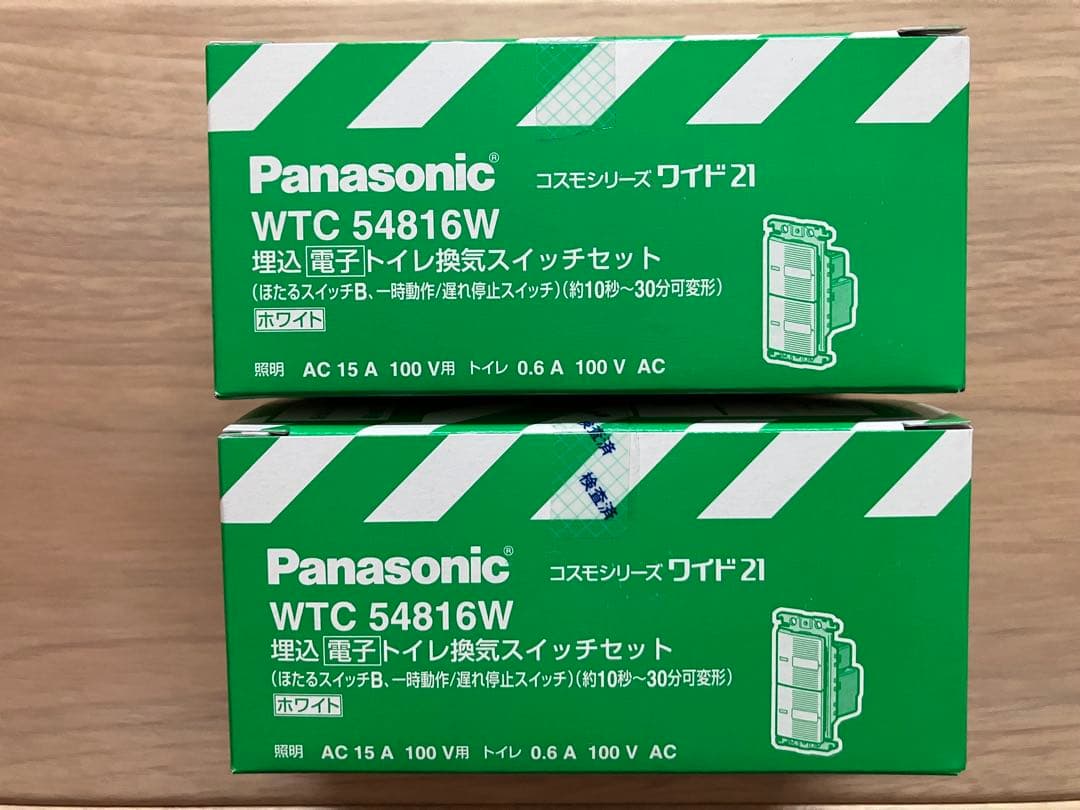 Panasonic® コスモシリーズ ワイド21
WTC 54816W
埋込 電子 トイレ換気スイッチセット
(ほたるスイッチB、一時動作/遅れ停止スイッチ)(約10秒～30分可変形)
ホワイト
照明 AC 15 A 100 V用 トイレ 0.6 A 100 V AC
検査済
検査済
Panasonic® コスモシリーズ ワイド21
WTC 54816W
埋込 電子 トイレ換気スイッチセット
(ほたるスイッチB、一時動作/遅れ停止スイッチ)(約10秒～30分可変形)
ホワイト
照明 AC 15 A 100 V用 トイレ 0.6 A 100 V AC